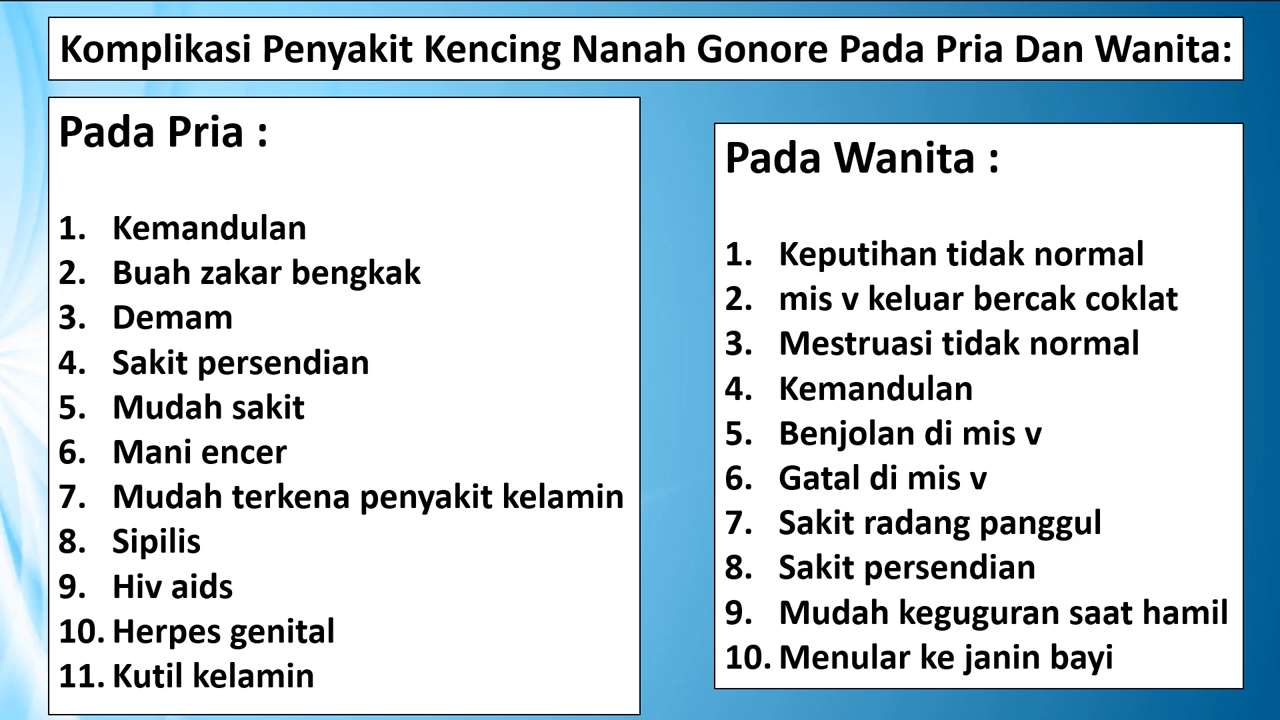 Komplikasi Penyakit Kencing Nanah Gonore Pada Pria Dan Wanita:
Pada Pria :
1. Kemandulan
2. Buah zakar bengkak
3. Demam
4. Sakit persendian
5. Mudah sakit
6. Mani encer
7. Mudah terkena penyakit kelamin
8. Sipilis
9. Hiv aids
10. Herpes genital
11. Kutil kelamin
Pada Wanita :
1. Keputihan tidak normal
2. mis v keluar bercak coklat
3. Mestruasi tidak normal
4. Kemandulan
5. Benjolan di mis v
6. Gatal di mis v
7. Sakit radang panggul
8. Sakit persendian
9. Mudah keguguran saat hamil
10. Menular ke janin bayi